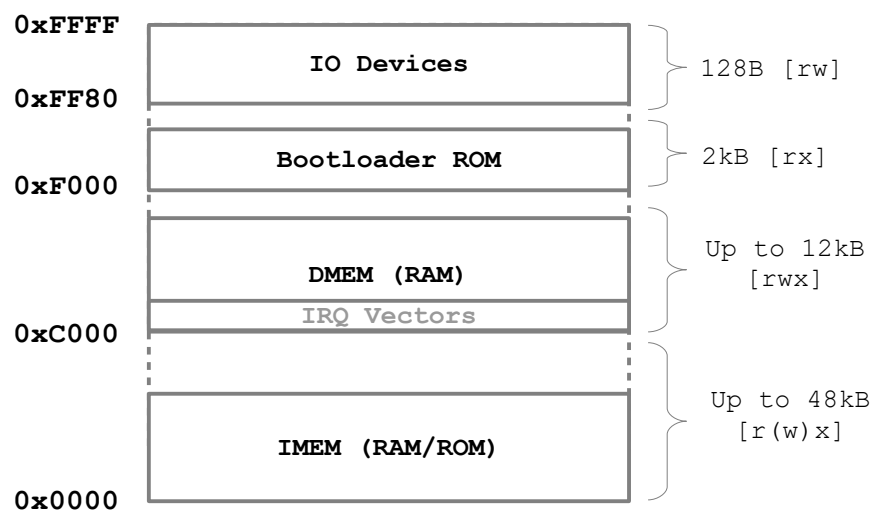 0xFFFF
IO Devices
128B [rw]
0xFF80
Bootloader ROM
2kB [rx]
0xF000
Up to 12kB
[rwx]
DMEM (RAM)
IRQ Vectors
0xC000
Up to 48kB
[r(w)x]
IMEM (RAM/ROM)
0x0000